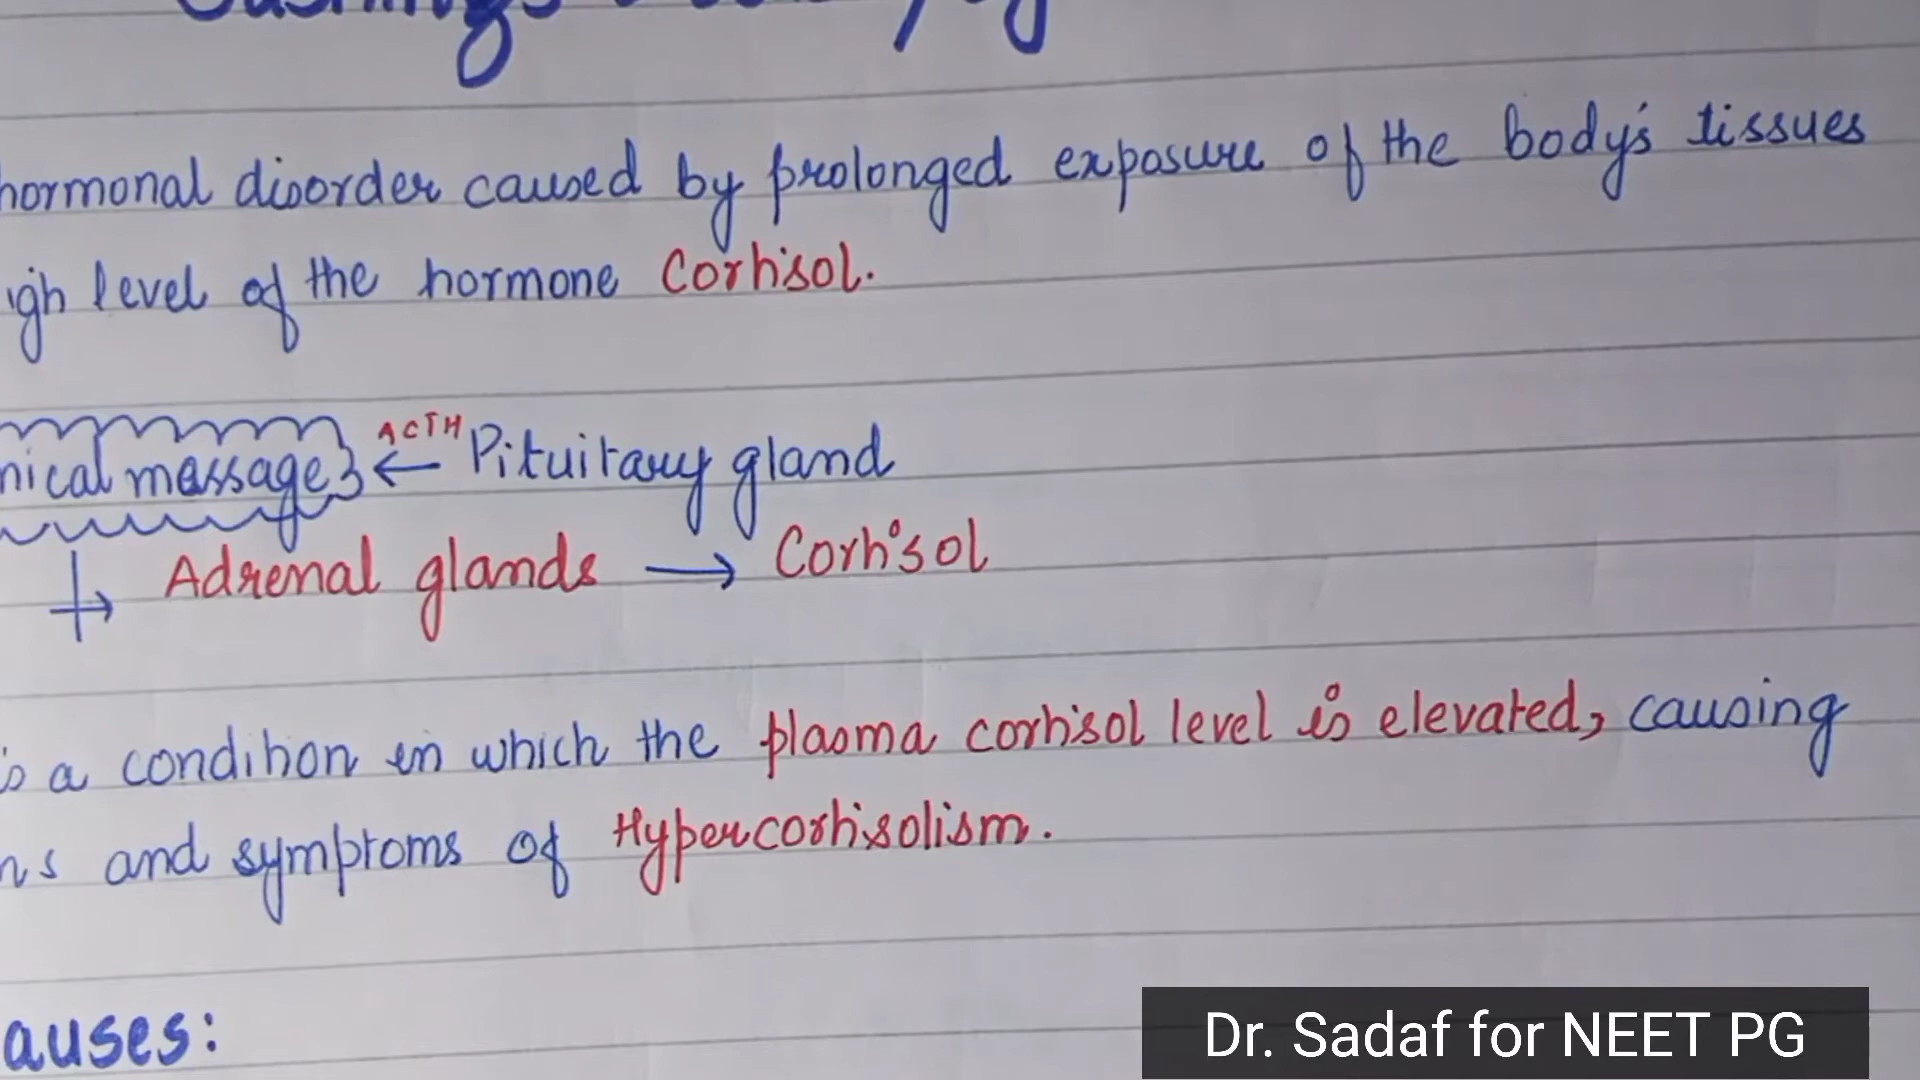 hormonal disorder caused by prolonged exposure of the body's tissues
igh level of the hormone Cortisol.
ACTH
nical message ← Pituitary gland
Adrenal glands → Cortisol
is a condition in which the plasma cortisol level is elevated, causing
ns and symptoms of Hypercortisolism.
auses:
Dr. Sadaf for NEET PG